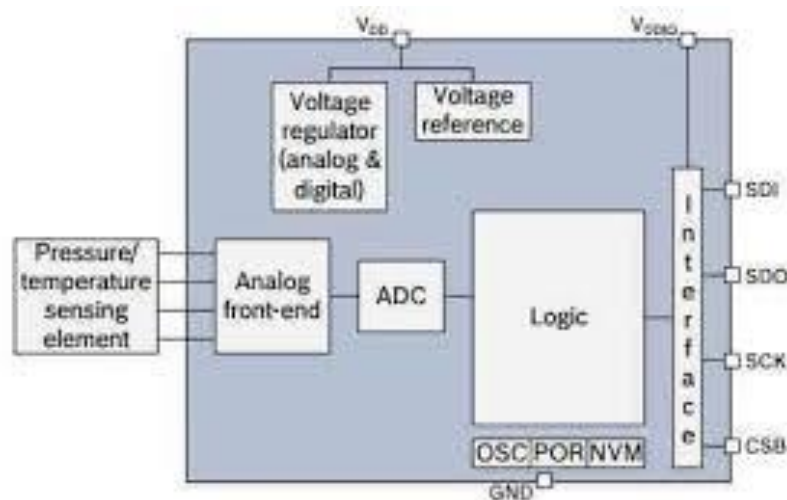 VDD
VDDIO
Voltage
regulator
(analog &
digital)
Voltage
reference
Pressure/
temperature
sensing
element
Analog
front-end
ADC
Logic
Interface
SDI
SDO
SCK
CSB
OSC POR NVM
GND